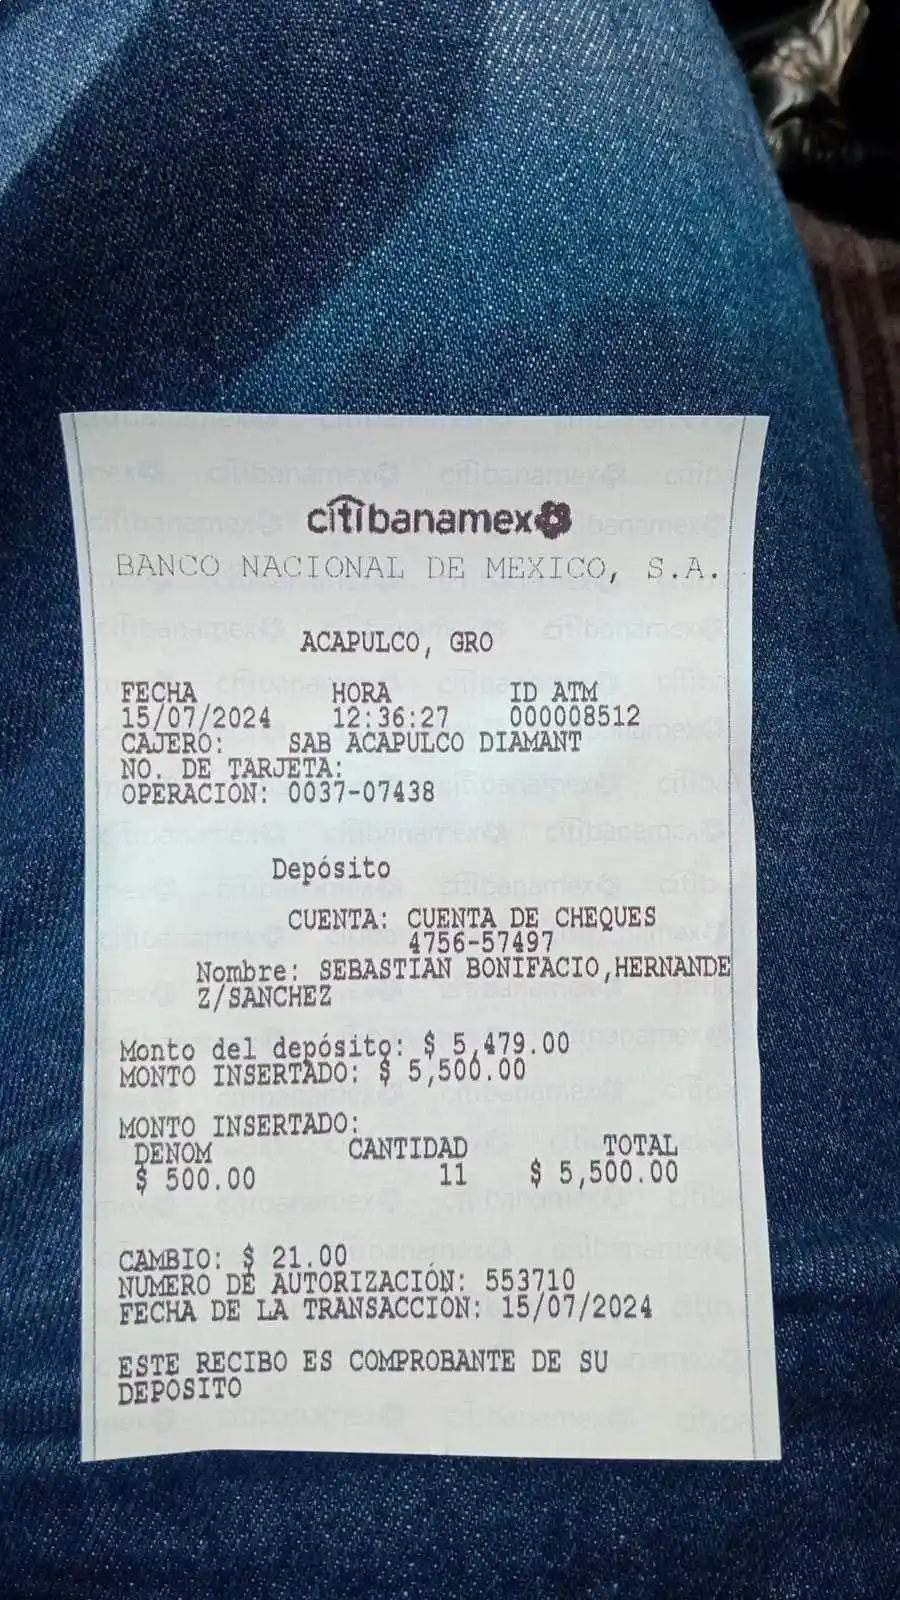 citibanamex
BANCO NACIONAL DE MEXICO, S.A.
ACAPULCO, GRO
FECHA HORA ID ATM
15/07/2024 12:36:27 000008512
CAJERO: SAB ACAPULCO DIAMANT
NO. DE TARJETA:
OPERACIÓN: 0037-07438
Depósito
CUENTA: CUENTA DE CHEQUES
4756-57497
Nombre: SEBASTIAN BONIFACIO,HERNANDE
Z/SANCHEZ
Monto del depósito: $ 5,479.00
MONTO INSERTADO: $ 5,500.00
MONTO INSERTADO:
DENOM CANTIDAD TOTAL
$ 500.00 11 $ 5,500.00
CAMBIO: $ 21.00
NUMERO DE AUTORIZACIÓN: 553710
FECHA DE LA TRANSACCIÓN: 15/07/2024
ESTE RECIBO ES COMPROBANTE DE SU
DEPÓSITO